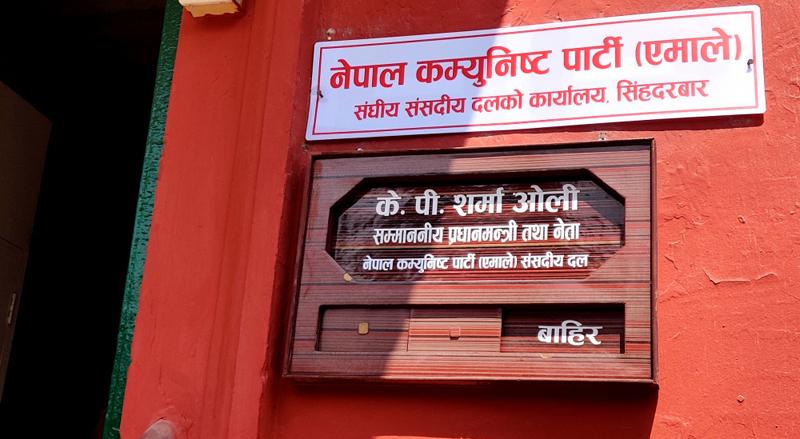 नेपाल कम्युनिष्ट पार्टी (एमाले)
संघीय संसदीय दलको कार्यालय, सिंहदरबार
के. पी. शर्मा ओली
सम्माननीय प्रधानमन्त्री तथा नेता
नेपाल कम्युनिष्ट पार्टी (एमाले) संसदीय दल
बाहिर